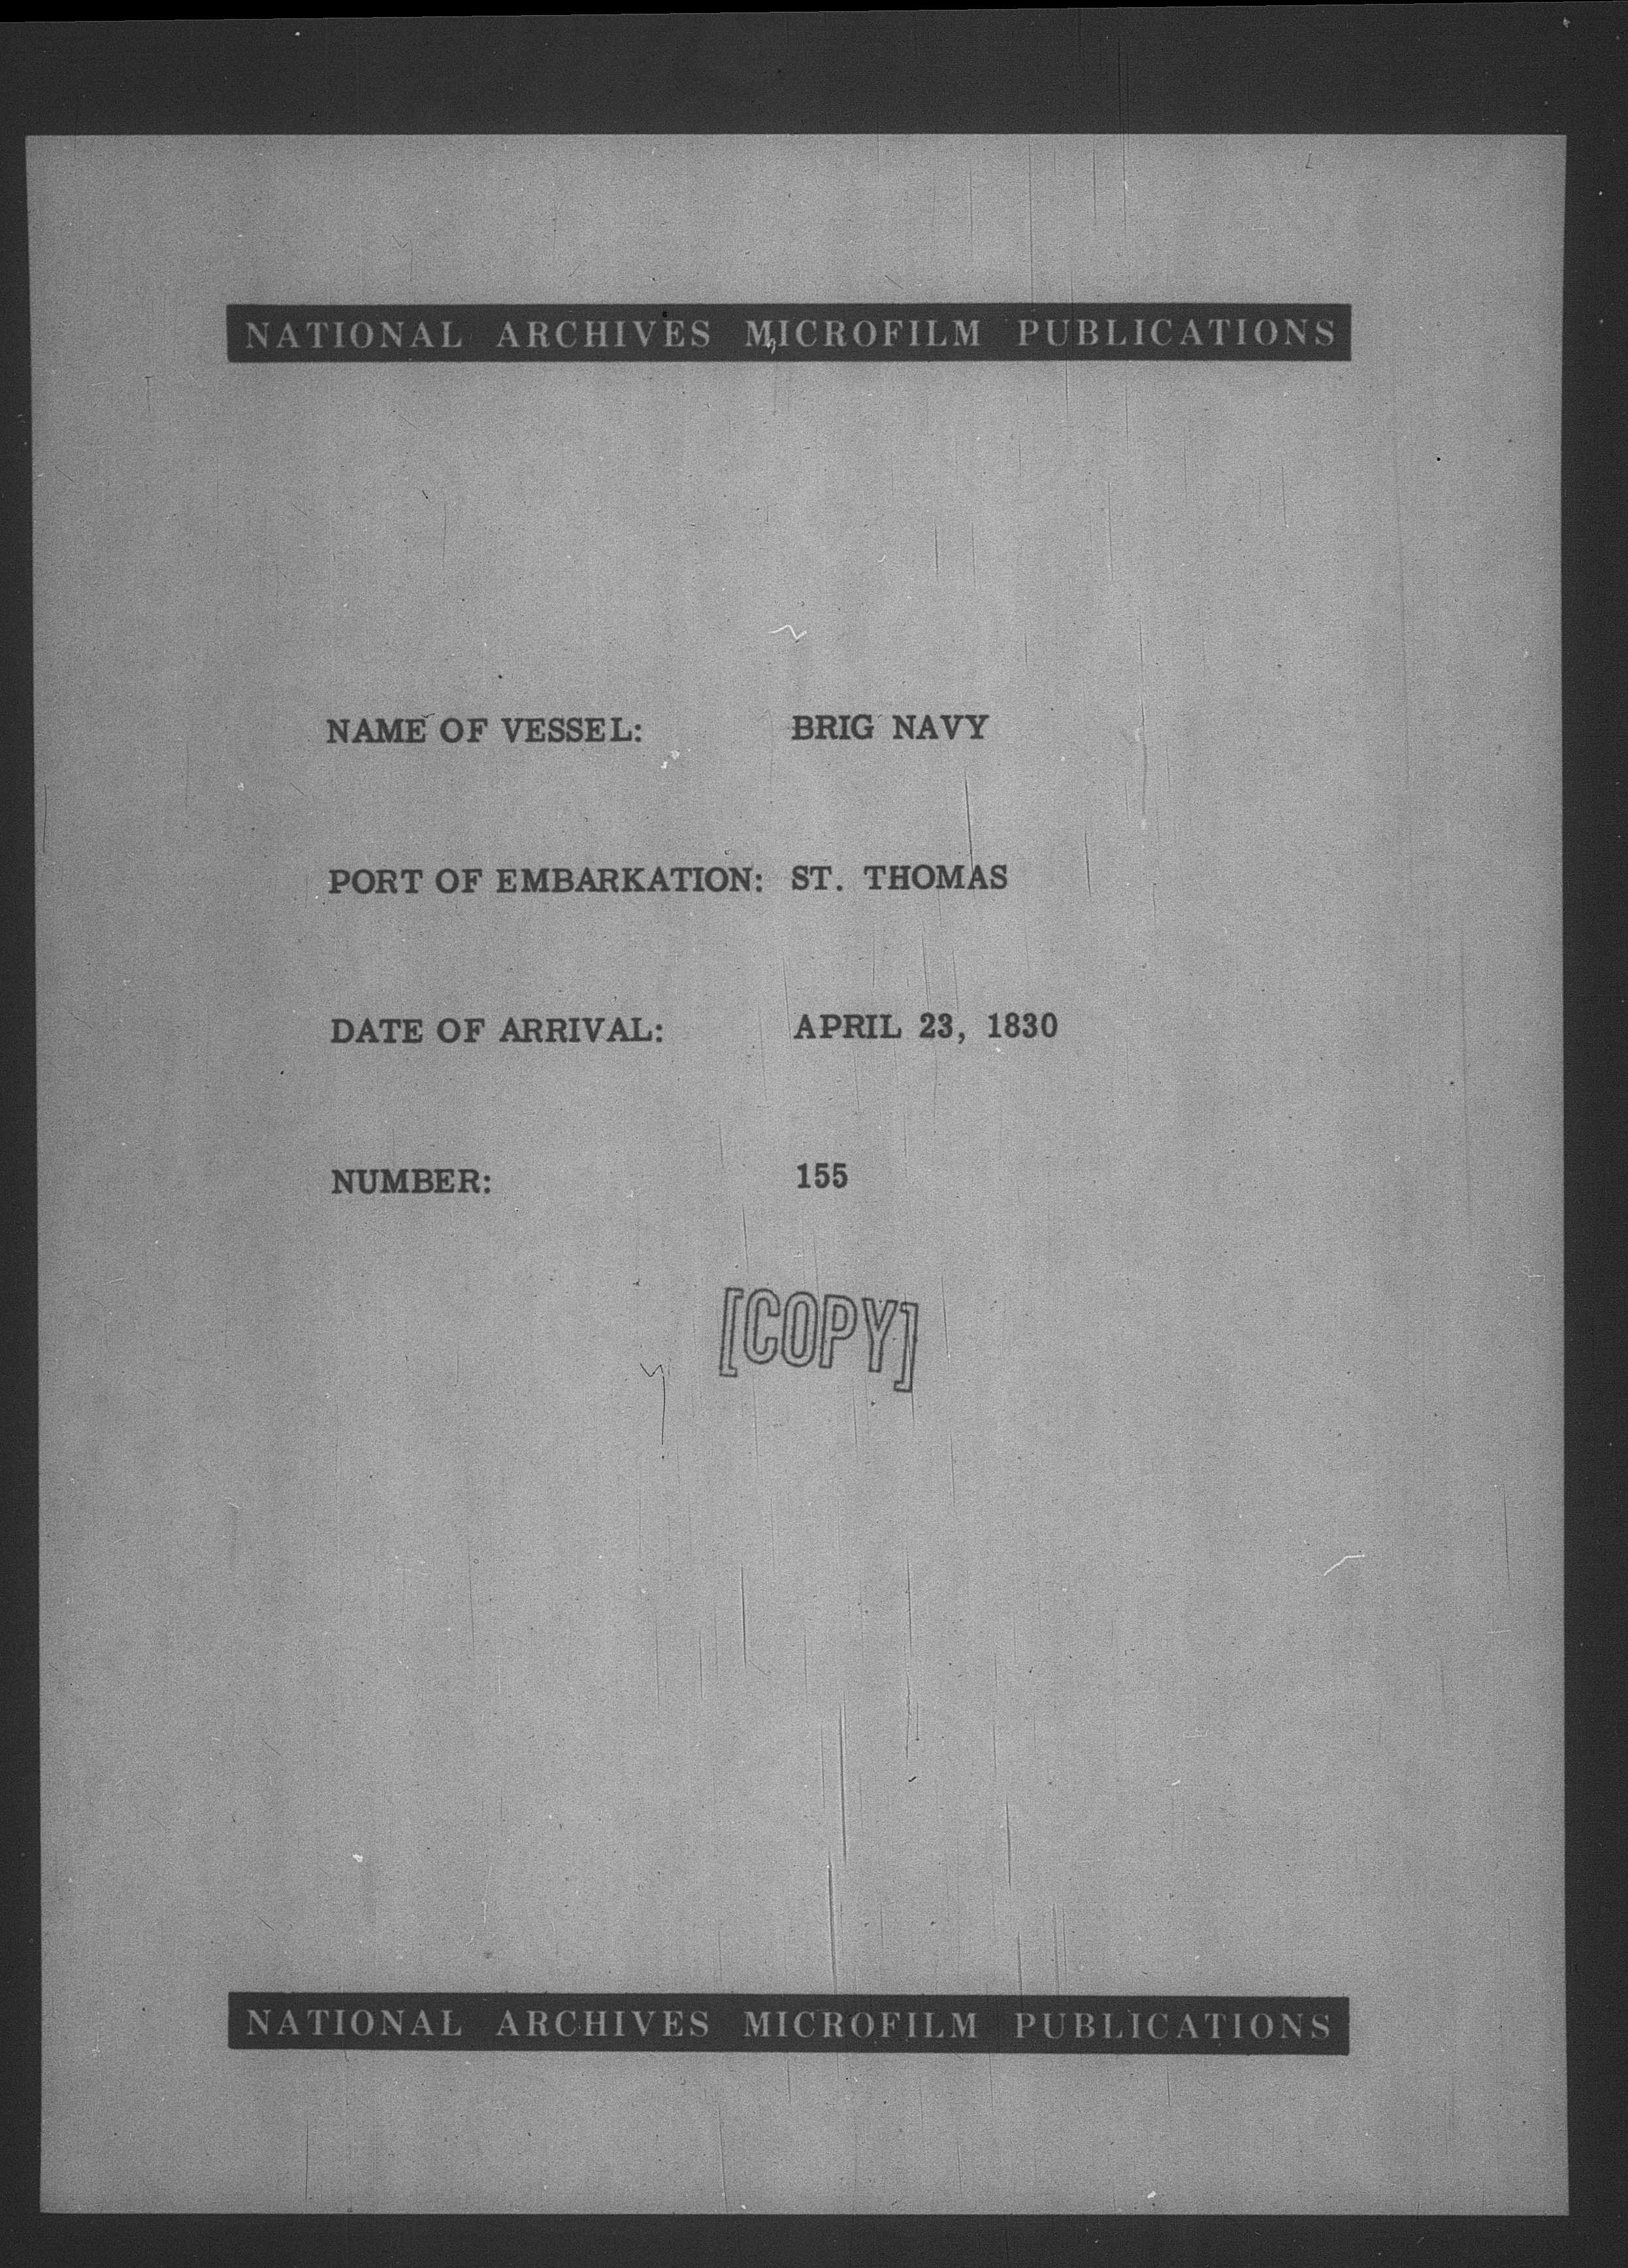 NATIONAL ARCHIVES MICROFILM PUBLICATIONS
NAME OF VESSEL: BRIG NAVY
PORT OF EMBARKATION: ST. THOMAS
DATE OF ARRIVAL: APRIL 23, 1830
NUMBER: 155
[COPY]
NATIONAL ARCHIVES MICROFILM PUBLICATIONS